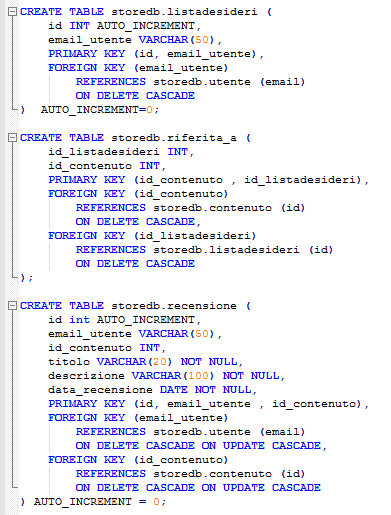 CREATE TABLE storedb.listadesideri (
id INT AUTO_INCREMENT,
email_utente VARCHAR(50),
PRIMARY KEY (id, email_utente),
FOREIGN KEY (email_utente)
REFERENCES storedb.utente (email)
ON DELETE CASCADE
) AUTO_INCREMENT=0;
CREATE TABLE storedb.riferita_a (
id_listadesideri INT,
id_contenuto INT,
PRIMARY KEY (id_contenuto , id_listadesideri),
FOREIGN KEY (id_contenuto)
REFERENCES storedb.contenuto (id)
ON DELETE CASCADE,
FOREIGN KEY (id_listadesideri)
REFERENCES storedb.listadesideri (id)
ON DELETE CASCADE
);
CREATE TABLE storedb.recensione (
id int AUTO_INCREMENT,
email_utente VARCHAR(50),
id_contenuto INT,
titolo VARCHAR(20) NOT NULL,
descrizione VARCHAR(100) NOT NULL,
data_recensione DATE NOT NULL,
PRIMARY KEY (id, email_utente , id_contenuto),
FOREIGN KEY (email_utente)
REFERENCES storedb.utente (email)
ON DELETE CASCADE ON UPDATE CASCADE,
FOREIGN KEY (id_contenuto)
REFERENCES storedb.contenuto (id)
ON DELETE CASCADE ON UPDATE CASCADE
) AUTO_INCREMENT = 0;